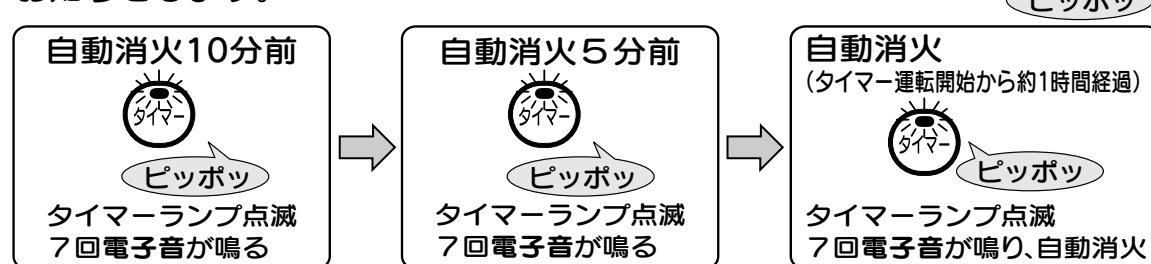 ピッポッ
自動消火10分前
タイマー
ピッポッ
タイマーランプ点滅
7回電子音が鳴る
自動消火5分前
タイマー
ピッポッ
タイマーランプ点滅
7回電子音が鳴る
自動消火
(タイマー運転開始から約1時間経過)
タイマー
ピッポッ
タイマーランプ点滅
7回電子音が鳴り、自動消火